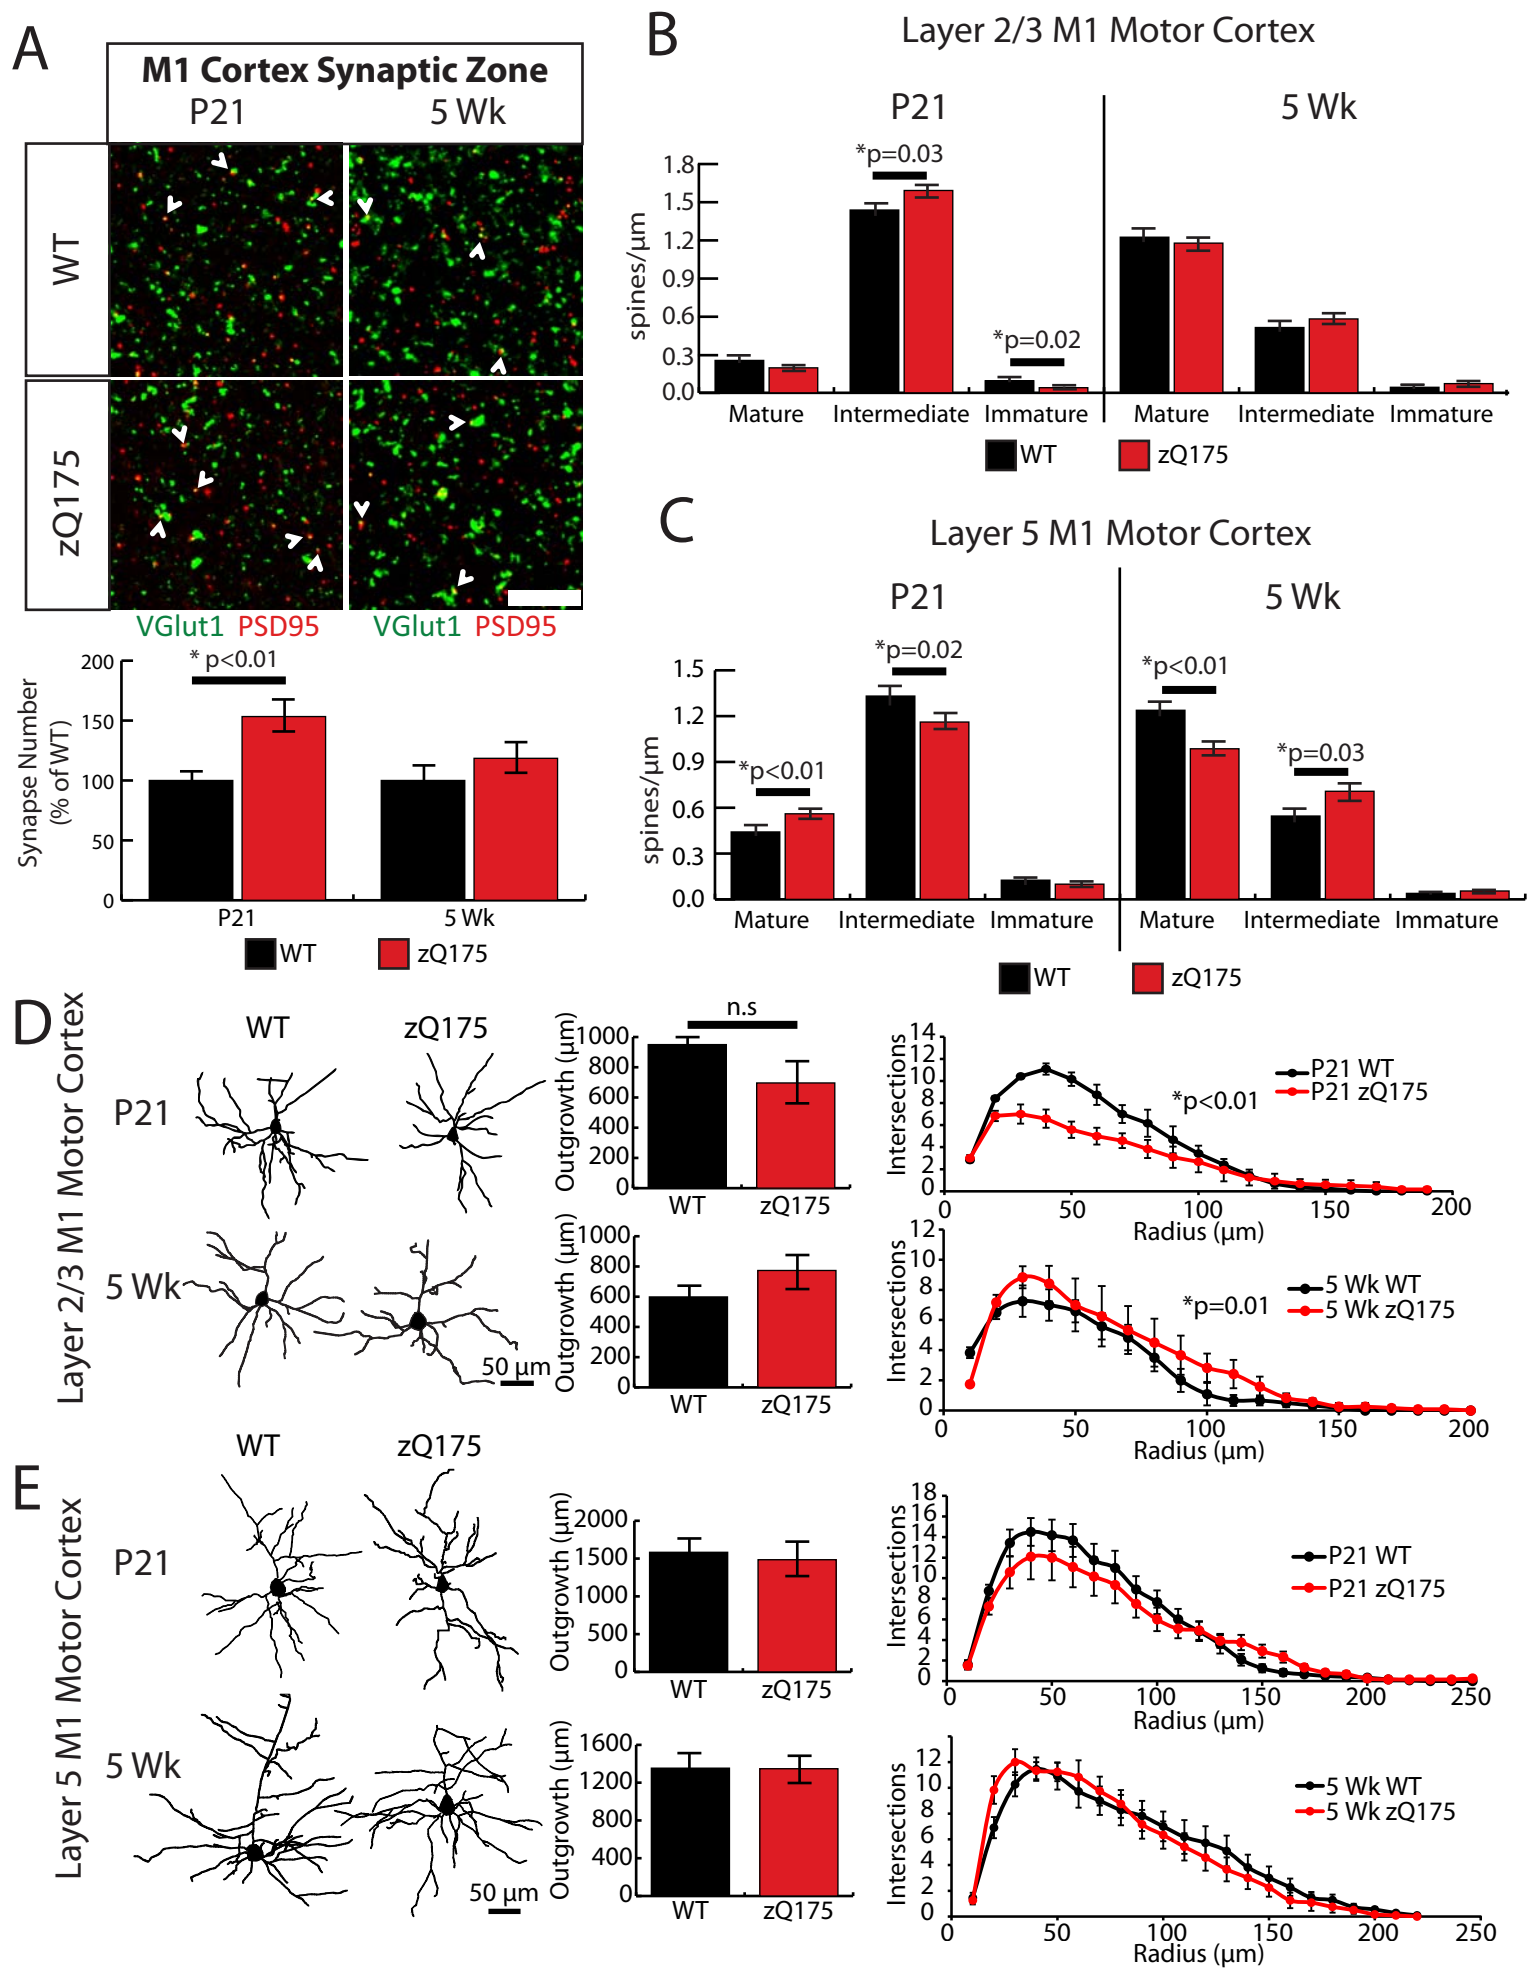 A
M1 Cortex Synaptic Zone
P21 5 Wk
WT
zQ175
VGlut1 PSD95 VGlut1 PSD95
Synapse Number
(% of WT)
200
150
100
50
0
* p<0.01
P21 5 Wk
WT zQ175
B
Layer 2/3 M1 Motor Cortex
P21 5 Wk
spines/µm
1.8
1.5
1.2
0.9
0.6
0.3
0.0
*p=0.03
*p=0.02
Mature Intermediate Immature Mature Intermediate Immature
WT zQ175
C
Layer 5 M1 Motor Cortex
P21 5 Wk
spines/µm
1.5
1.2
0.9
0.6
0.3
0.0
*p<0.01
*p=0.02
*p<0.01
*p=0.03
Mature Intermediate Immature Mature Intermediate Immature
WT zQ175
D
Layer 2/3 M1 Motor Cortex
WT zQ175
P21
5 Wk
50 µm
Outgrowth (µm)
1000
800
600
400
200
0
n.s
WT zQ175
Outgrowth (µm)
1000
800
600
400
200
0
WT zQ175
Intersections
14
12
10
8
6
4
2
0
*p<0.01
P21 WT
P21 zQ175
0 50 100 150 200
Radius (µm)
Intersections
12
10
8
6
4
2
0
*p=0.01
5 Wk WT
5 Wk zQ175
0 50 100 150 200
Radius (µm)
E
Layer 5 M1 Motor Cortex
WT zQ175
P21
5 Wk
50 µm
Outgrowth (µm)
2000
1500
1000
500
0
WT zQ175
Outgrowth (µm)
1600
1200
800
400
0
WT zQ175
Intersections
18
16
14
12
10
8
6
4
2
0
P21 WT
P21 zQ175
0 50 100 150 200 250
Radius (µm)
Intersections
12
10
8
6
4
2
0
5 Wk WT
5 Wk zQ175
0 50 100 150 200 250
Radius (µm)